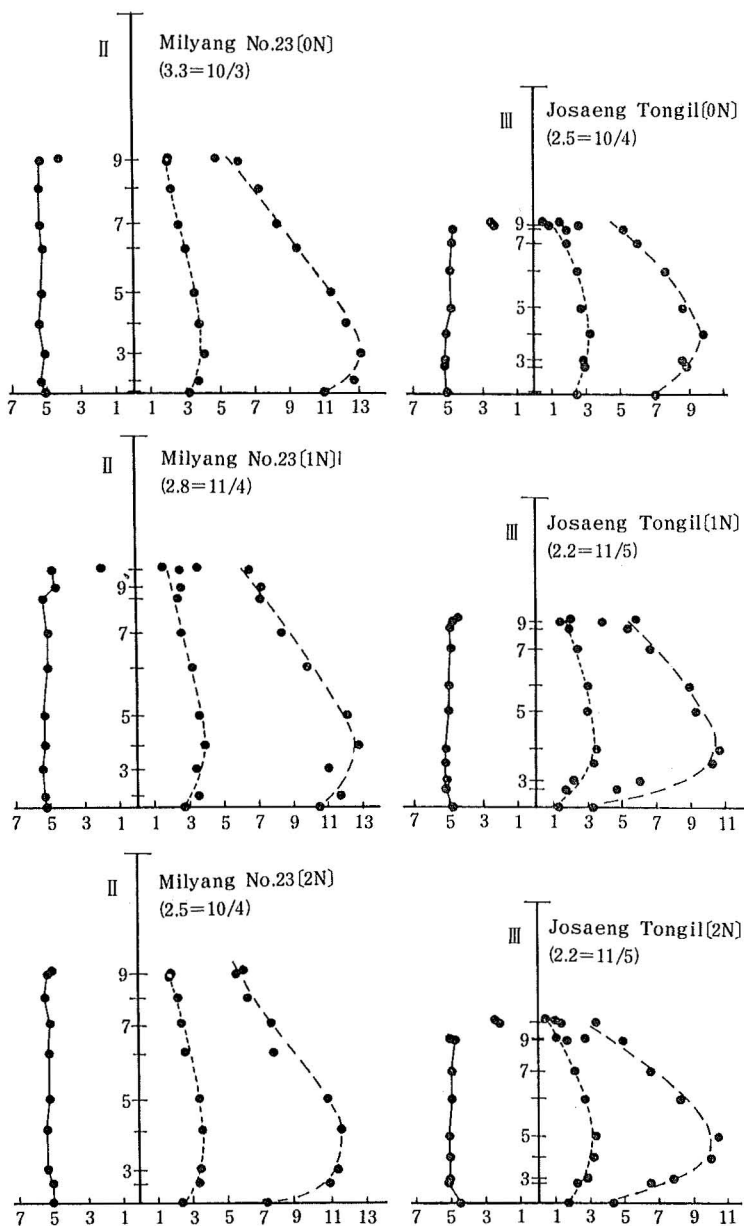 II
Milyang No.23〔0N〕
(3.3=10/3)
9
7
5
3
7 5 3 1 1 3 5 7 9 11 13
III
Josaeng Tongil〔0N〕
(2.5=10/4)
9
7
5
3
7 5 3 1 1 3 5 7 9 11
II
Milyang No.23〔1N〕
(2.8=11/4)
9
7
5
3
7 5 3 1 1 3 5 7 9 11 13
III
Josaeng Tongil〔1N〕
(2.2=11/5)
9
7
5
3
7 5 3 1 1 3 5 7 9 11
II
Milyang No.23〔2N〕
(2.5=10/4)
9
7
5
3
7 5 3 1 1 3 5 7 9 11 13
III
Josaeng Tongil〔2N〕
(2.2=11/5)
9
7
5
3
7 5 3 1 1 3 5 7 9 11